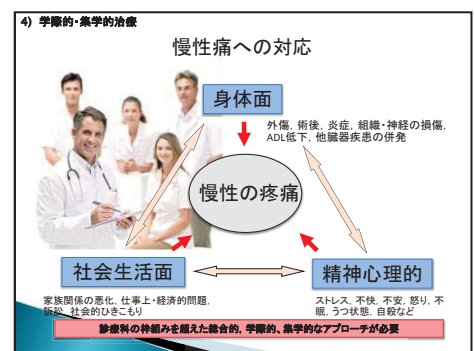 4) 学際的・集学的治療
慢性痛への対応
身体面
外傷, 術後, 炎症, 組織・神経の損傷,
ADL低下, 他臓器疾患の併発
慢性の疼痛
社会生活面
精神心理的
家族関係の悪化, 仕事上・経済的問題,
訴訟, 社会的ひきこもり
ストレス, 不快, 不安, 怒り, 不
眠, うつ状態, 自殺など
診療科の枠組みを超えた総合的, 学際的、集学的なアプローチが必要